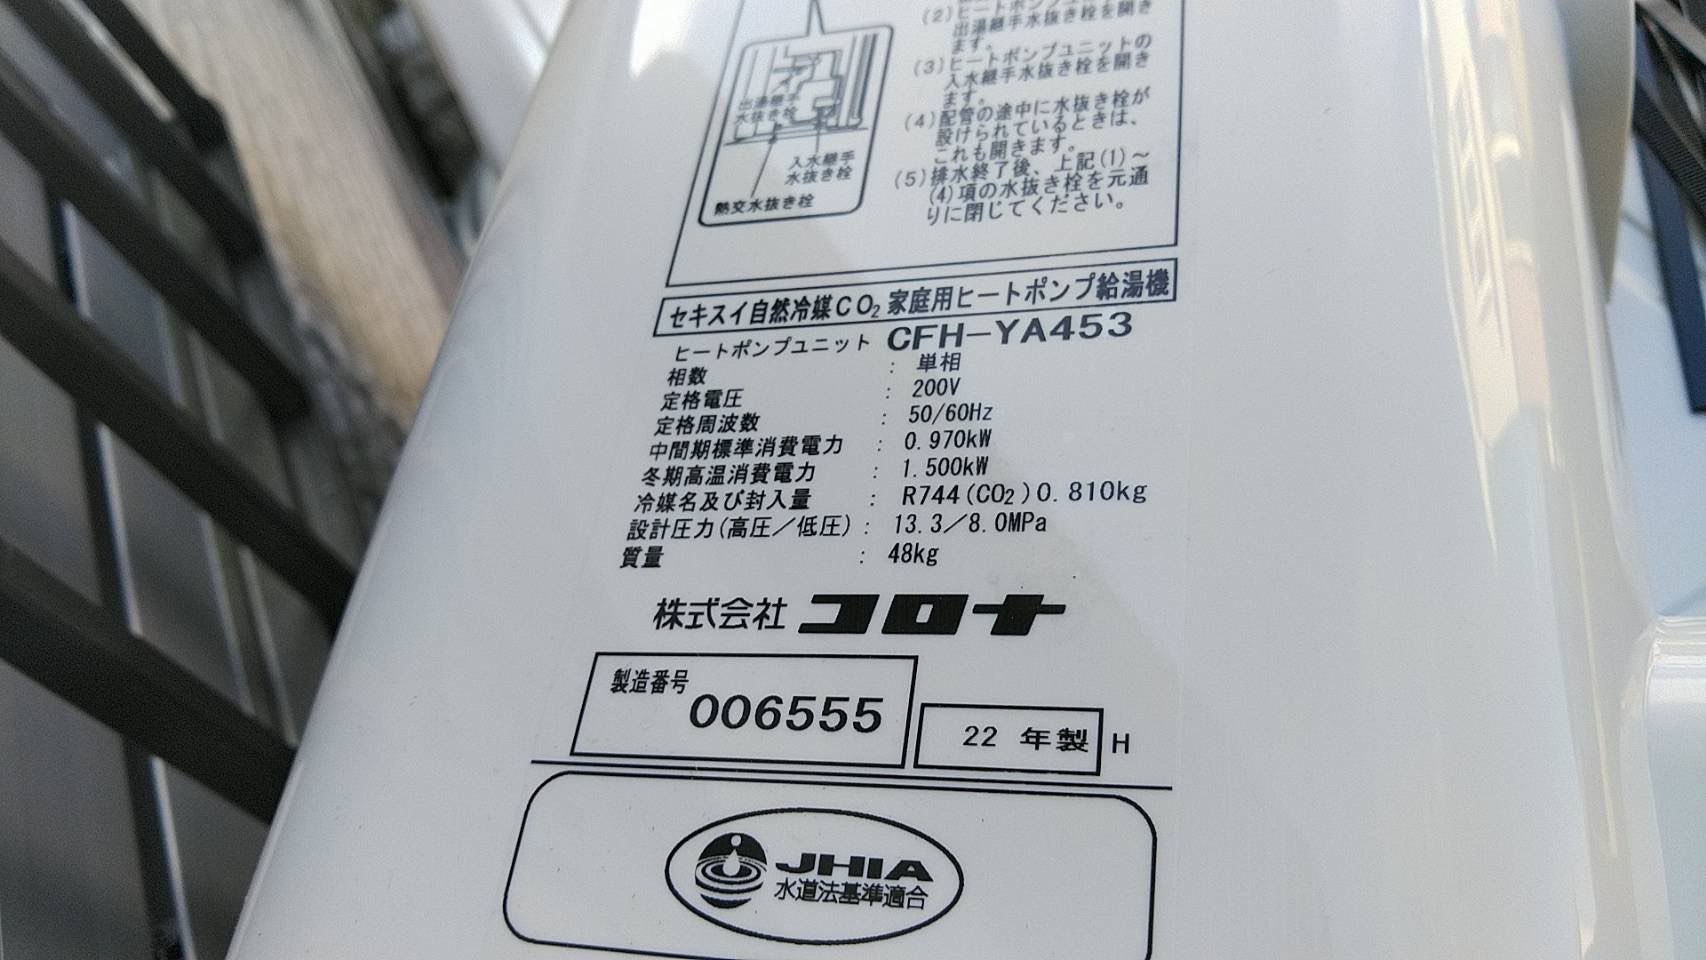 (2)ヒートポンプユニットの
出湯継手水抜き栓を開き
ます。
(3)ヒートポンプユニットの
入水継手水抜き栓を開き
ます。
(4)配管の途中に水抜き栓が
設けられているときは、
これも開きます。
(5)排水終了後、上記(1)～
(4)項の水抜き栓を元通
りに閉じてください。
出湯継手
水抜き栓
入水継手
水抜き栓
熱交水抜き栓
セキスイ自然冷媒CO₂家庭用ヒートポンプ給湯機
ヒートポンプユニット CFH-YA453
相数 : 単相
定格電圧 : 200V
定格周波数 : 50/60Hz
中間期標準消費電力 : 0.970kW
冬期高温消費電力 : 1.500kW
冷媒名及び封入量 : R744(CO₂)0.810kg
設計圧力(高圧／低圧) : 13.3／8.0MPa
質量 : 48kg
株式会社 コロナ
製造番号 006555
22 年製 H
JHIA
水道法基準適合